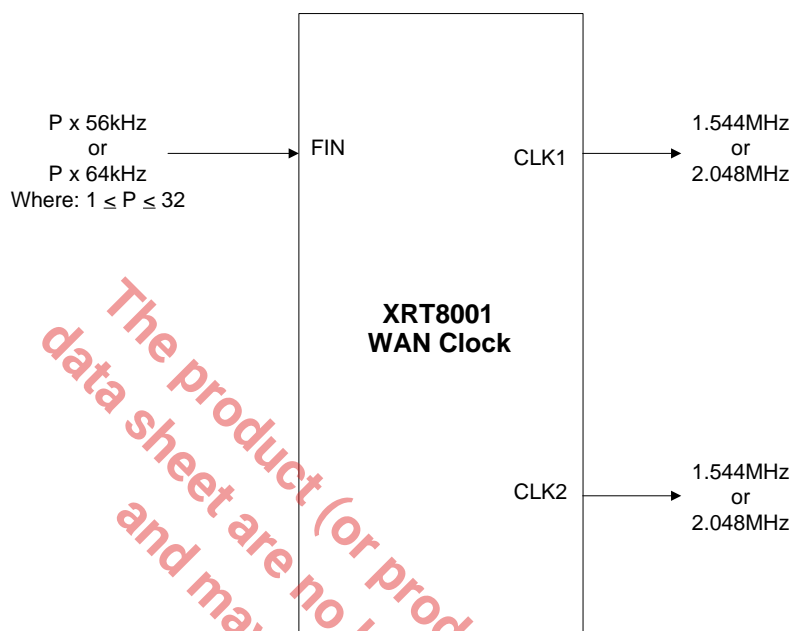 P x 56kHz
or
P x 64kHz
Where: 1 ≤ P ≤ 32
FIN
CLK1
1.544MHz
or
2.048MHz
XRT8001
WAN Clock
CLK2
1.544MHz
or
2.048MHz
The product (or prod
data sheet are no
and may